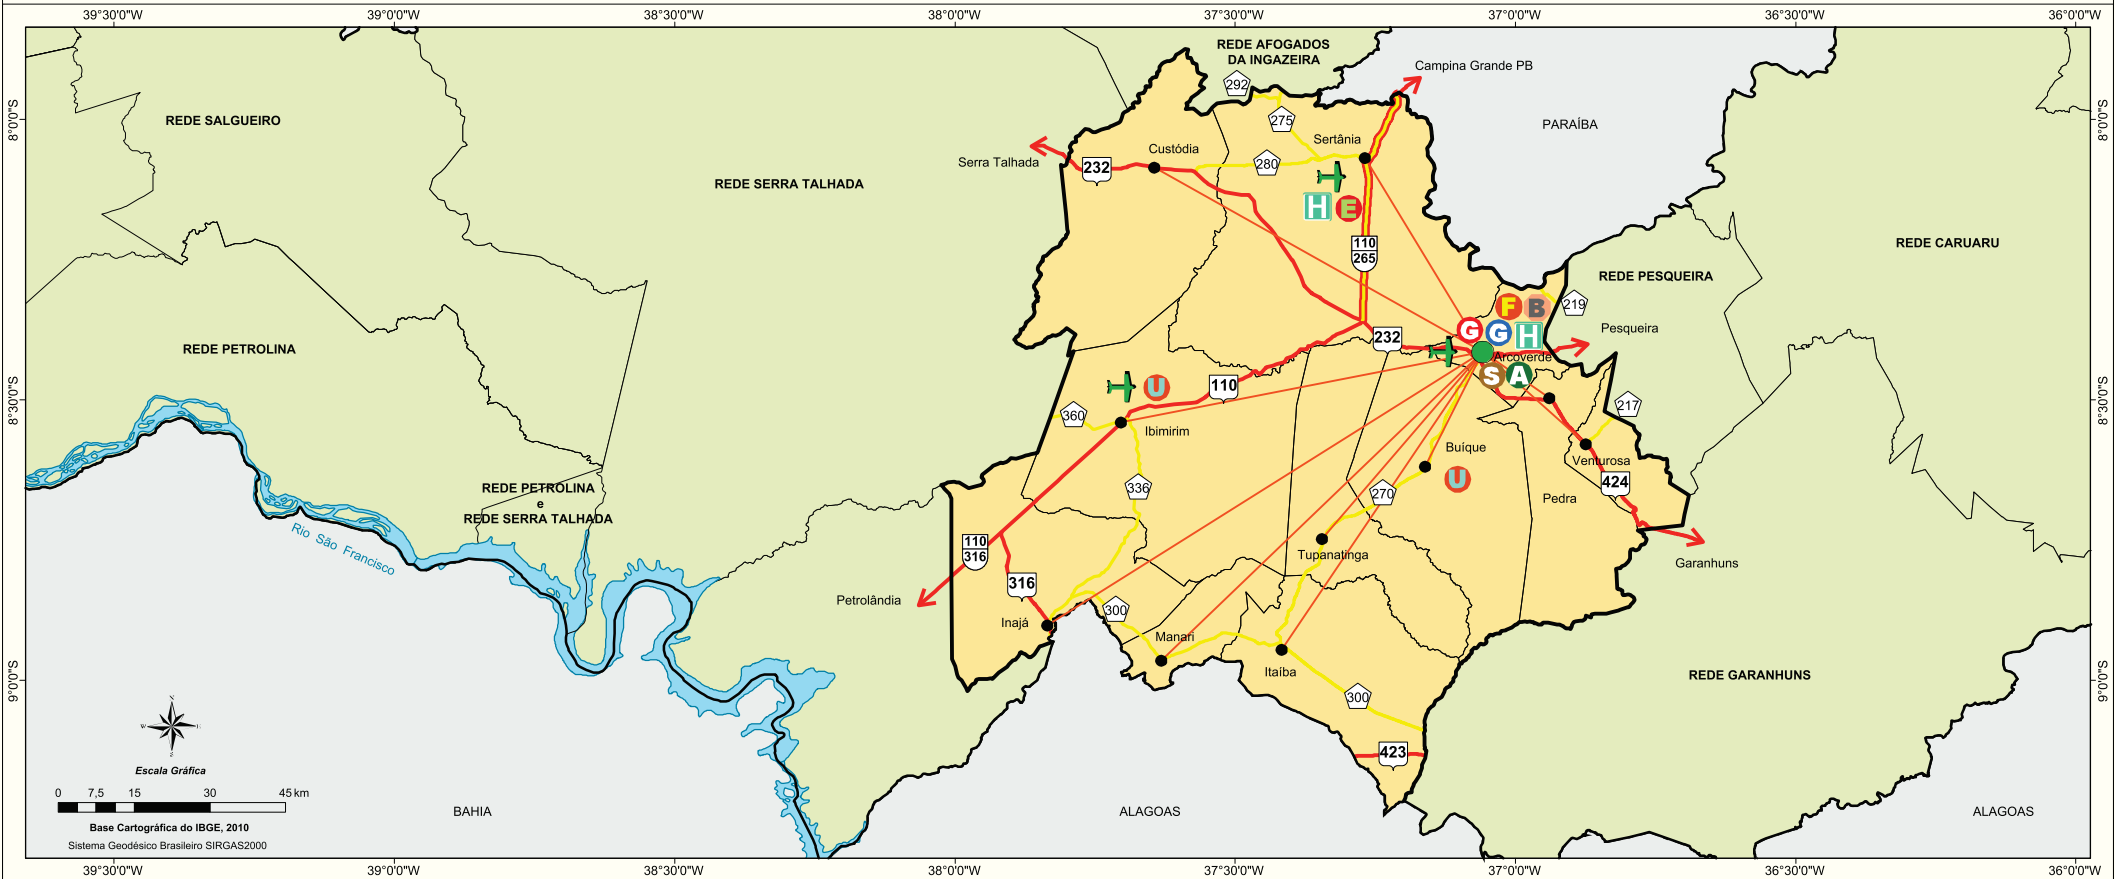 39°30'0"W 39°0'0"W 38°30'0"W 38°0'0"W 37°30'0"W 37°0'0"W 36°30'0"W 36°0'0"W
REDE AFOGADOS
DA INGAZEIRA
292
Campina Grande PB
8°0'0"S
8°0'0"S
REDE SALGUEIRO
275
PARAÍBA
Sertânia
Custódia
Serra Talhada
232
280
REDE SERRA TALHADA
H E
110
265
REDE CARUARU
REDE PESQUEIRA
F B
219
G G H
Pesqueira
232
REDE PETROLINA
Arcoverde
S A
110
U
8°30'0"S
8°30'0"S
360
217
Ibimirim
Buíque
Venturosa
U
424
336
270
Pedra
REDE PETROLINA
e
REDE SERRA TALHADA
Rio São Francisco
110
316
Tupanatinga
Garanhuns
316
Petrolândia
300
Inajá
Manari
Itaíba
9°0'0"S
9°0'0"S
REDE GARANHUNS
300
N
W E
S
423
Escala Gráfica
0 7,5 15 30 45 km
BAHIA
ALAGOAS
ALAGOAS
Base Cartográfica do IBGE, 2010
Sistema Geodésico Brasileiro SIRGAS2000
39°30'0"W 39°0'0"W 38°30'0"W 38°0'0"W 37°30'0"W 37°0'0"W 36°30'0"W 36°0'0"W